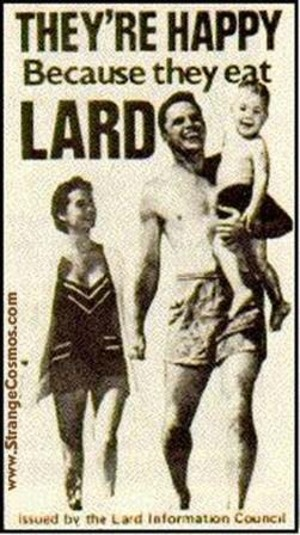 THEY'RE HAPPY
Because they eat
LARD
www.StrangeCosmos.com
Issued by the Lard Information Council